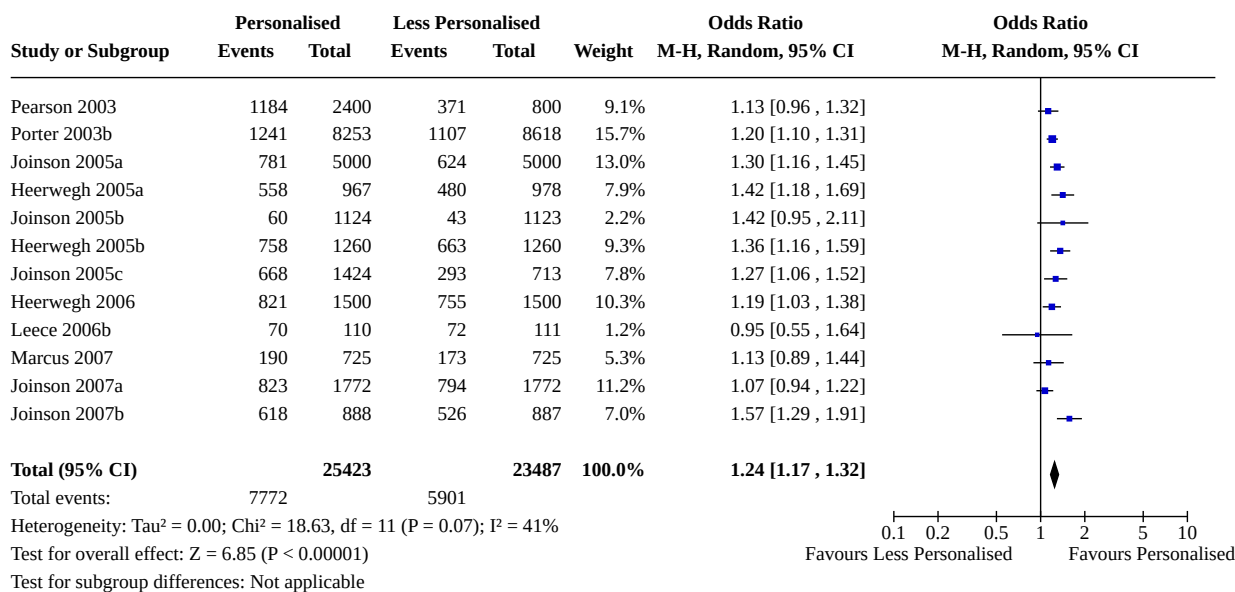 Personalised Less Personalised Odds Ratio Odds Ratio
Study or Subgroup Events Total Events Total Weight M-H, Random, 95% CI M-H, Random, 95% CI
Pearson 2003 1184 2400 371 800 9.1% 1.13 [0.96 , 1.32]
Porter 2003b 1241 8253 1107 8618 15.7% 1.20 [1.10 , 1.31]
Joinson 2005a 781 5000 624 5000 13.0% 1.30 [1.16 , 1.45]
Heerwegh 2005a 558 967 480 978 7.9% 1.42 [1.18 , 1.69]
Joinson 2005b 60 1124 43 1123 2.2% 1.42 [0.95 , 2.11]
Heerwegh 2005b 758 1260 663 1260 9.3% 1.36 [1.16 , 1.59]
Joinson 2005c 668 1424 293 713 7.8% 1.27 [1.06 , 1.52]
Heerwegh 2006 821 1500 755 1500 10.3% 1.19 [1.03 , 1.38]
Leece 2006b 70 110 72 111 1.2% 0.95 [0.55 , 1.64]
Marcus 2007 190 725 173 725 5.3% 1.13 [0.89 , 1.44]
Joinson 2007a 823 1772 794 1772 11.2% 1.07 [0.94 , 1.22]
Joinson 2007b 618 888 526 887 7.0% 1.57 [1.29 , 1.91]
Total (95% CI) 25423 23487 100.0% 1.24 [1.17 , 1.32]
Total events: 7772 5901
Heterogeneity: Tau² = 0.00; Chi² = 18.63, df = 11 (P = 0.07); I² = 41%
0.1 0.2 0.5 1 2 5 10
Test for overall effect: Z = 6.85 (P < 0.00001) Favours Less Personalised Favours Personalised
Test for subgroup differences: Not applicable